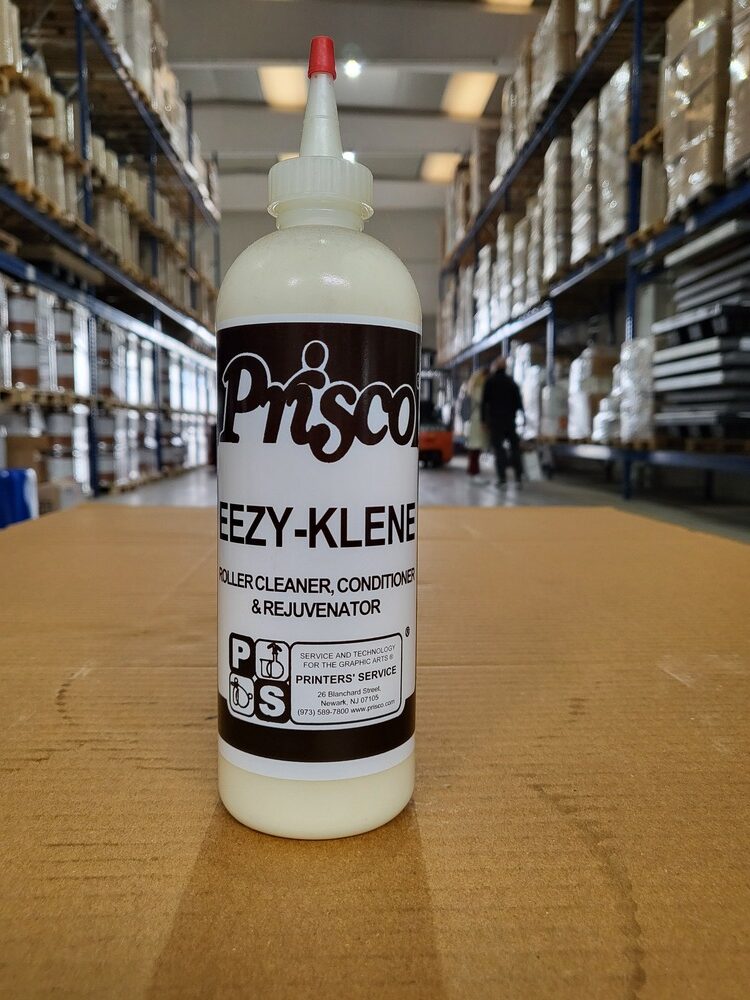 Prisco
EEZY-KLENE
ROLLER CLEANER, CONDITIONER
& REJUVENATOR
®
P
S
SERVICE AND TECHNOLOGY
FOR THE GRAPHIC ARTS ®
PRINTERS' SERVICE
26 Blanchard Street,
Newark, NJ 07105
(973) 589-7800 www.prisco.com